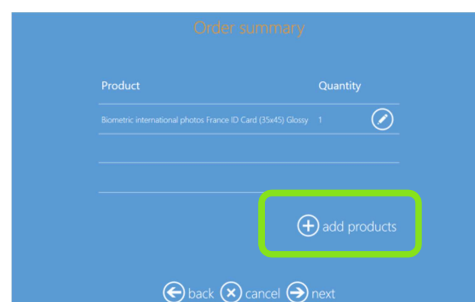 Order summary
Product Quantity
Biometric international photos France ID Card (35x45) Glossy 1
add products
back cancel next